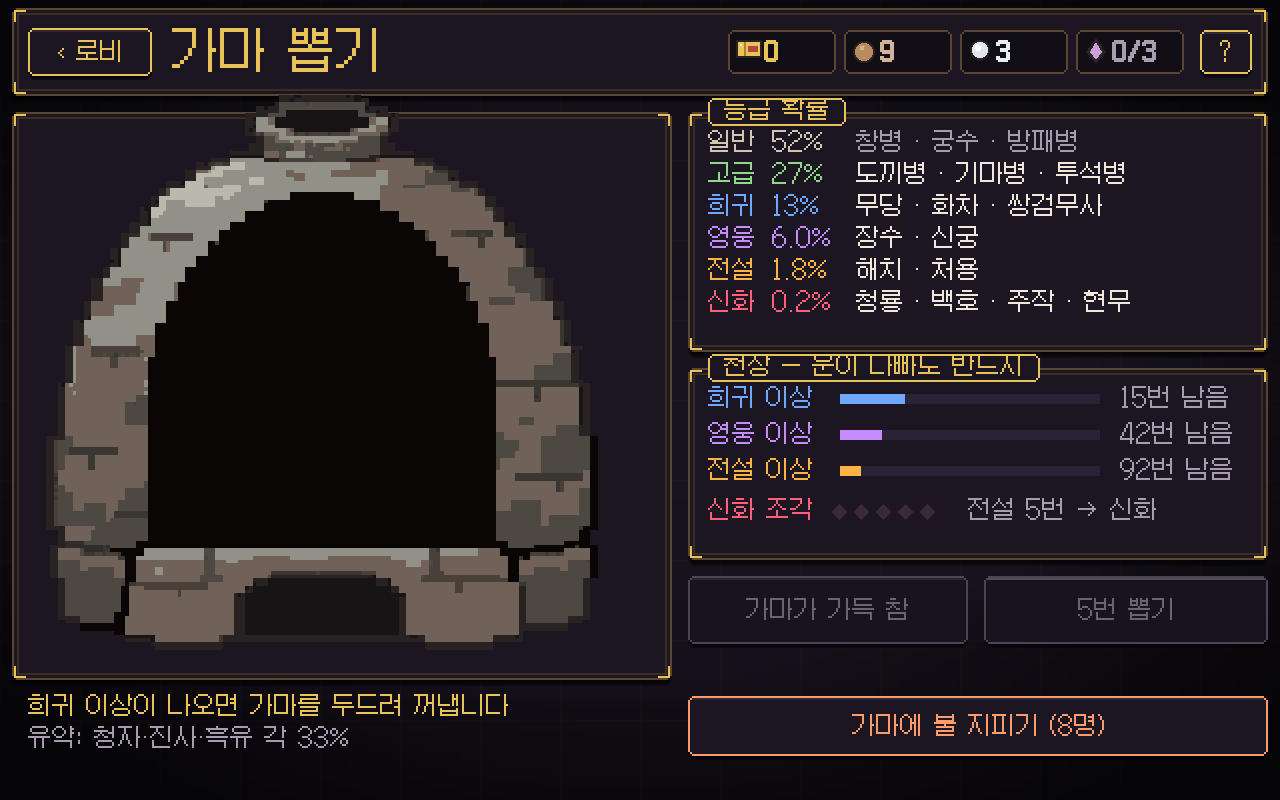 ‹ 로비
가마 뽑기
0
9
3
0/3
?
등급 확률
일반 52% 창병 · 궁수 · 방패병
고급 27% 도끼병 · 기마병 · 투석병
희귀 13% 무당 · 화차 · 쌍검무사
영웅 6.0% 장수 · 신궁
전설 1.8% 해치 · 처용
신화 0.2% 청룡 · 백호 · 주작 · 현무
천장 — 운이 나빠도 반드시
희귀 이상 15번 남음
영웅 이상 42번 남음
전설 이상 92번 남음
신화 조각 ◆◆◆◆◆ 전설 5번 → 신화
가마가 가득 참
5번 뽑기
희귀 이상이 나오면 가마를 두드려 꺼냅니다
유약: 청자·진사·흑유 각 33%
가마에 불 지피기 (8명)